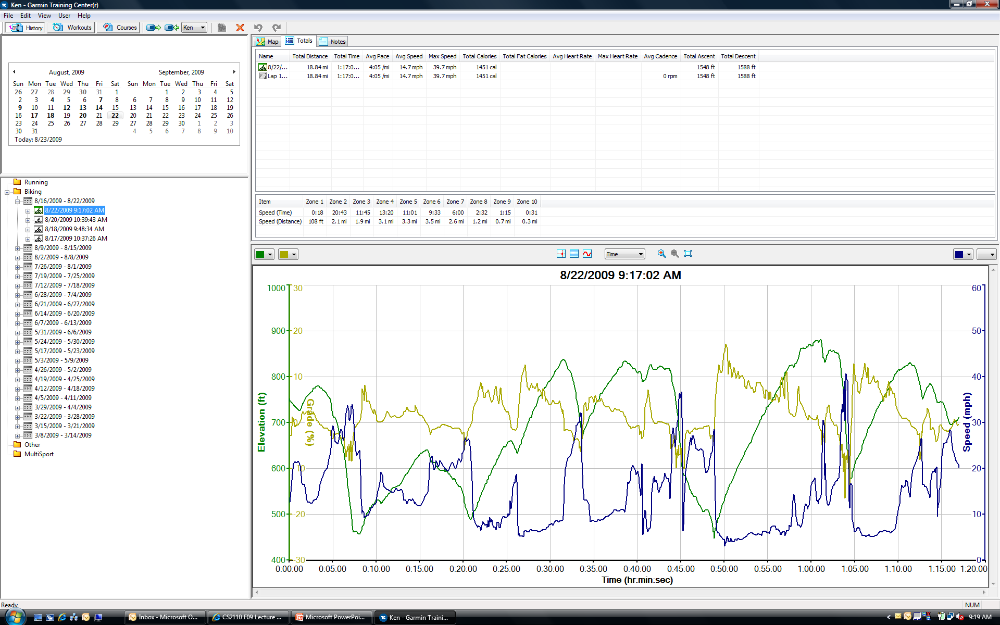 Ken - Garmin Training Center(r)
File Edit View User Help
History Workouts Courses Ken
August, 2009 September, 2009
Sun Mon Tue Wed Thu Fri Sat Sun Mon Tue Wed Thu Fri Sat
26 27 28 29 30 31 1 1 2 3 4 5
2 3 4 5 6 7 8 6 7 8 9 10 11 12
9 10 11 12 13 14 15 13 14 15 16 17 18 19
16 17 18 19 20 21 22 20 21 22 23 24 25 26
23 24 25 26 27 28 29 27 28 29 30 1 2 3
30 31 4 5 6 7 8 9 10
Today: 8/23/2009
Running
Biking
8/16/2009 - 8/22/2009
8/22/2009 9:17:02 AM
8/20/2009 10:39:43 AM
8/18/2009 9:48:34 AM
8/17/2009 10:37:26 AM
8/9/2009 - 8/15/2009
8/2/2009 - 8/8/2009
7/26/2009 - 8/1/2009
7/19/2009 - 7/25/2009
7/12/2009 - 7/18/2009
6/28/2009 - 7/4/2009
6/21/2009 - 6/27/2009
6/14/2009 - 6/20/2009
6/7/2009 - 6/13/2009
5/31/2009 - 6/6/2009
5/24/2009 - 5/30/2009
5/17/2009 - 5/23/2009
5/3/2009 - 5/9/2009
4/26/2009 - 5/2/2009
4/19/2009 - 4/25/2009
4/12/2009 - 4/18/2009
4/5/2009 - 4/11/2009
3/29/2009 - 4/4/2009
3/22/2009 - 3/28/2009
3/15/2009 - 3/21/2009
3/8/2009 - 3/14/2009
Other
MultiSport
Map Totals Notes
Name Total Distance Total Time Avg Pace Avg Speed Max Speed Total Calories Total Fat Calories Avg Heart Rate Max Heart Rate Avg Cadence Total Ascent Total Descent
8/22/... 18.84 mi 1:17:0... 4:05 /mi 14.7 mph 39.7 mph 1451 cal 1548 ft 1588 ft
Lap 1... 18.84 mi 1:17:0... 4:05 /mi 14.7 mph 39.7 mph 1451 cal 0 rpm 1548 ft 1588 ft
Item Zone 1 Zone 2 Zone 3 Zone 4 Zone 5 Zone 6 Zone 7 Zone 8 Zone 9 Zone 10
Speed (Time) 0:18 20:43 11:45 13:20 11:01 9:33 6:00 2:32 1:15 0:31
Speed (Distance) 108 ft 2.1 mi 1.9 mi 3.1 mi 3.3 mi 3.5 mi 2.6 mi 1.2 mi 0.7 mi 0.3 mi
Time
8/22/2009 9:17:02 AM
1000 30 60
900 20 50
800 10 40
700 0 30
600 -10 20
500 -20 10
400 -30 0
Elevation (ft)
Grade (%)
Speed (mph)
0:00:00 0:05:00 0:10:00 0:15:00 0:20:00 0:25:00 0:30:00 0:35:00 0:40:00 0:45:00 0:50:00 0:55:00 1:00:00 1:05:00 1:10:00 1:15:00 1:20:00
Time (hr:min:sec)
Ready NUM
Inbox - Microsoft O... CS2110 F09 Lecture ... Microsoft PowerPoi... Ken - Garmin Traini... 9:19 AM